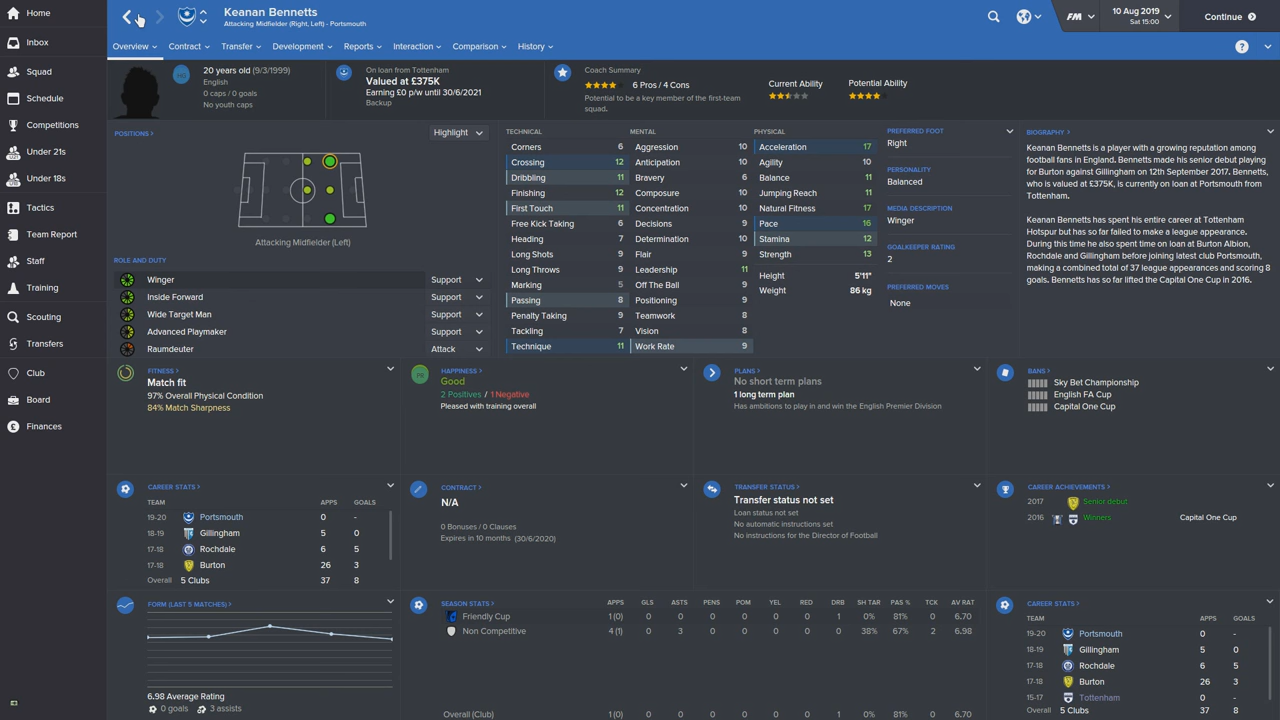 Home
Inbox
Squad
Schedule
Competitions
Under 21s
Under 18s
Tactics
Team Report
Staff
Training
Scouting
Transfers
Club
Board
Finances
Keanan Bennetts
Attacking Midfielder (Right, Left) - Portsmouth
FM
10 Aug 2019
Sat 15:00
Continue
Overview Contract Transfer Development Reports Interaction Comparison History
?
HG
20 years old (9/3/1999)
English
0 caps / 0 goals
No youth caps
On loan from Tottenham
Valued at £375K
Earning £0 p/w until 30/6/2021
Backup
Coach Summary
6 Pros / 4 Cons
Potential to be a key member of the first-team
squad.
Current Ability
Potential Ability
POSITIONS >
Highlight
Attacking Midfielder (Left)
ROLE AND DUTY
Winger Support
Inside Forward Support
Wide Target Man Support
Advanced Playmaker Support
Raumdeuter Attack
TECHNICAL
Corners 6
Crossing 12
Dribbling 11
Finishing 12
First Touch 11
Free Kick Taking 6
Heading 7
Long Shots 9
Long Throws 9
Marking 5
Passing 8
Penalty Taking 9
Tackling 7
Technique 11
MENTAL
Aggression 10
Anticipation 10
Bravery 6
Composure 10
Concentration 10
Decisions 9
Determination 10
Flair 9
Leadership 11
Off The Ball 9
Positioning 9
Teamwork 8
Vision 8
Work Rate 9
PHYSICAL
Acceleration 17
Agility 10
Balance 11
Jumping Reach 11
Natural Fitness 17
Pace 16
Stamina 12
Strength 13
Height 5'11"
Weight 86 kg
PREFERRED FOOT
Right
PERSONALITY
Balanced
MEDIA DESCRIPTION
Winger
GOALKEEPER RATING
2
PREFERRED MOVES
None
BIOGRAPHY >
Keanan Bennetts is a player with a growing reputation among
football fans in England. Bennetts made his senior debut playing
for Burton against Gillingham on 12th September 2017. Bennetts,
who is valued at £375K, is currently on loan at Portsmouth from
Tottenham.
Keanan Bennetts has spent his entire career at Tottenham
Hotspur but has so far failed to make a league appearance.
During this time he also spent time on loan at Burton Albion,
Rochdale and Gillingham before joining latest club Portsmouth,
making a combined total of 37 league appearances and scoring 8
goals. Bennetts has so far lifted the Capital One Cup in 2016.
FITNESS >
Match fit
97% Overall Physical Condition
84% Match Sharpness
PR
HAPPINESS >
Good
2 Positives / 1 Negative
Pleased with training overall
PLANS >
No short term plans
1 long term plan
Has ambitions to play in and win the English Premier Division
BANS >
Sky Bet Championship
English FA Cup
Capital One Cup
CAREER STATS >
TEAM APPS GOALS
19-20 Portsmouth 0 -
18-19 Gillingham 5 0
17-18 Rochdale 6 5
17-18 Burton 26 3
Overall 5 Clubs 37 8
CONTRACT >
N/A
0 Bonuses / 0 Clauses
Expires in 10 months (30/6/2020)
TRANSFER STATUS >
Transfer status not set
Loan status not set
No automatic instructions set
No instructions for the Director of Football
CAREER ACHIEVEMENTS >
2017 Senior debut
2016 Winners Capital One Cup
FORM (LAST 5 MATCHES) >
6.98 Average Rating
0 goals 3 assists
SEASON STATS > APPS GLS ASTS PENS POM YEL RED DRB SH TAR PAS % TCK AV RAT
Friendly Cup 1 (0) 0 0 0 0 0 0 1 0% 81% 0 6.70
Non Competitive 4 (1) 0 3 0 0 0 0 0 38% 67% 2 6.98
Overall (Club) 1 (0) 0 0 0 0 0 0 1 0% 81% 0 6.70
CAREER STATS >
TEAM APPS GOALS
19-20 Portsmouth 0 -
18-19 Gillingham 5 0
17-18 Rochdale 6 5
17-18 Burton 26 3
15-17 Tottenham 0 -
Overall 5 Clubs 37 8